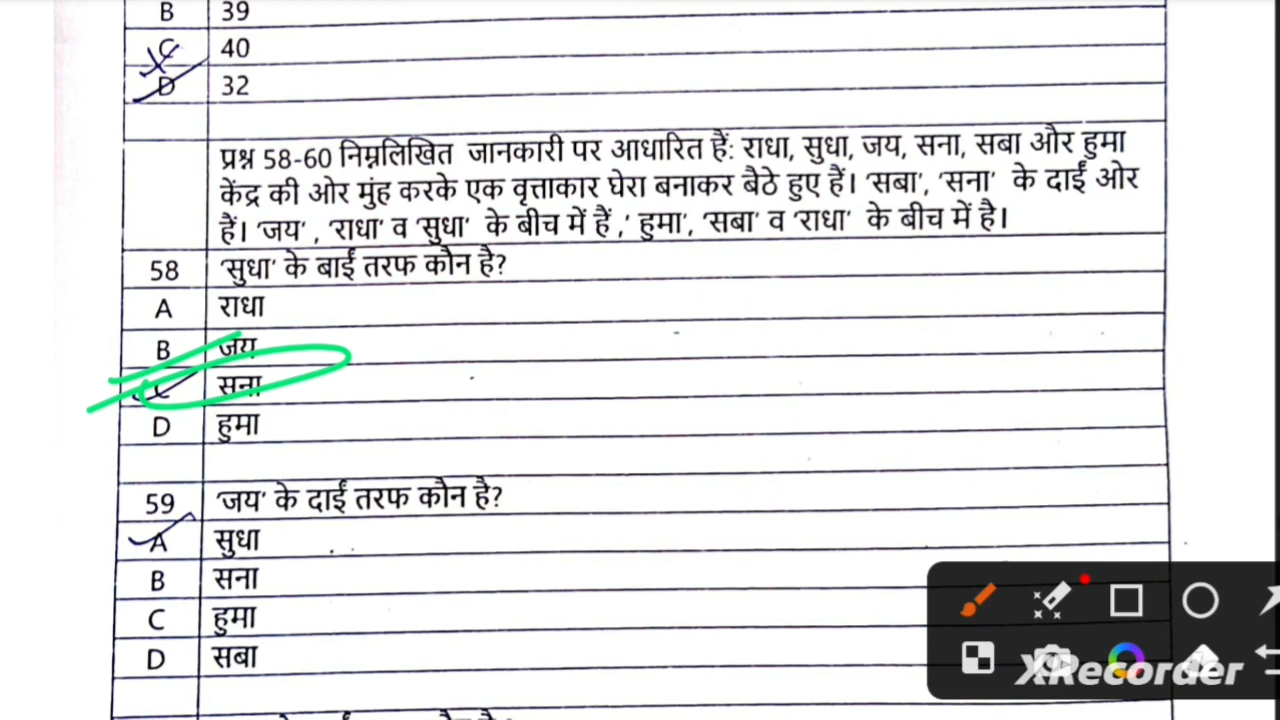 B 39
C 40
D 32
प्रश्न 58-60 निम्नलिखित जानकारी पर आधारित हैं: राधा, सुधा, जय, सना, सबा और हुमा
केंद्र की ओर मुंह करके एक वृत्ताकार घेरा बनाकर बैठे हुए हैं। 'सबा', 'सना' के दाईं ओर
हैं। 'जय' , 'राधा' व 'सुधा' के बीच में हैं ,' हुमा', 'सबा' व 'राधा' के बीच में है।
58 'सुधा' के बाईं तरफ कौन है?
A राधा
B जय
C सना
D हुमा
59 'जय' के दाईं तरफ कौन है?
A सुधा
B सना
C हुमा
D सबा
XRecorder